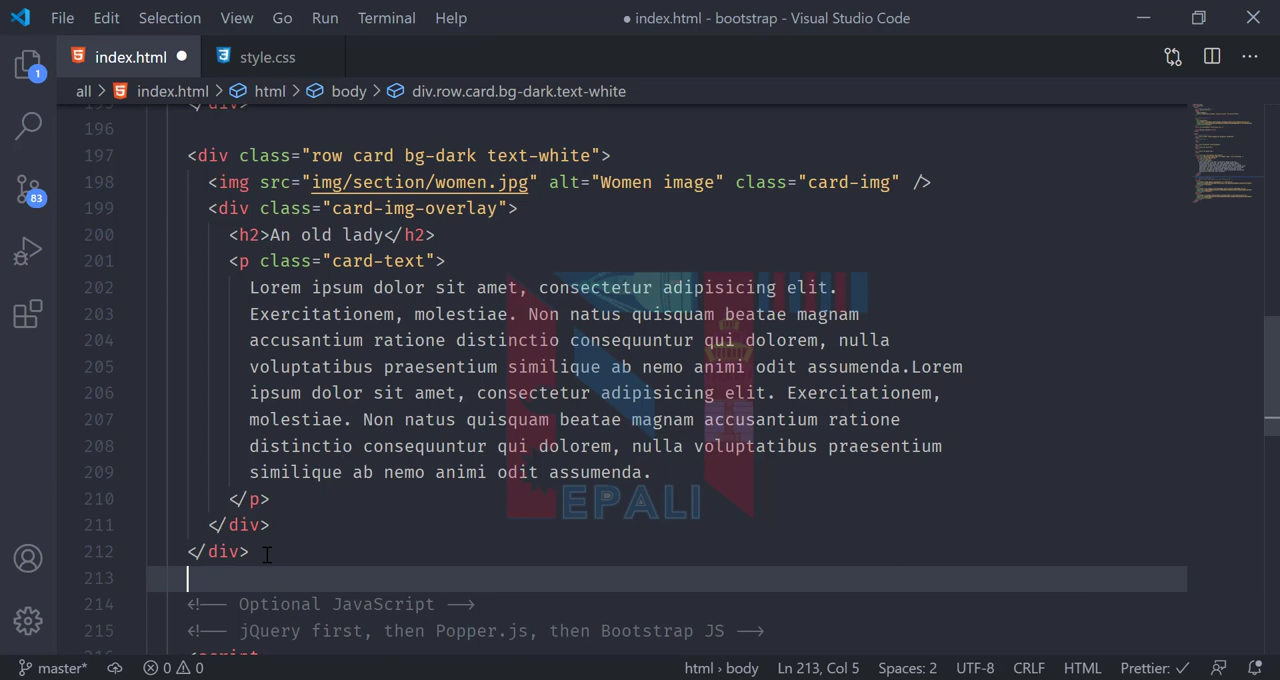 File Edit Selection View Go Run Terminal Help ● index.html - bootstrap - Visual Studio Code
index.html ● style.css
all > index.html > html > body > div.row.card.bg-dark.text-white
195 </div>
196
197 <div class="row card bg-dark text-white">
198 <img src="img/section/women.jpg" alt="Women image" class="card-img" />
199 <div class="card-img-overlay">
200 <h2>An old lady</h2>
201 <p class="card-text">
202 Lorem ipsum dolor sit amet, consectetur adipisicing elit.
203 Exercitationem, molestiae. Non natus quisquam beatae magnam
204 accusantium ratione distinctio consequuntur qui dolorem, nulla
205 voluptatibus praesentium similique ab nemo animi odit assumenda.Lorem
206 ipsum dolor sit amet, consectetur adipisicing elit. Exercitationem,
207 molestiae. Non natus quisquam beatae magnam accusantium ratione
208 distinctio consequuntur qui dolorem, nulla voluptatibus praesentium
209 similique ab nemo animi odit assumenda.
210 </p>
211 </div>
212 </div>
213
214 <!-- Optional JavaScript -->
215 <!-- jQuery first, then Popper.js, then Bootstrap JS -->
216 <script
EPALI
1
83
master* 0 0 html > body Ln 213, Col 5 Spaces: 2 UTF-8 CRLF HTML Prettier: ✓